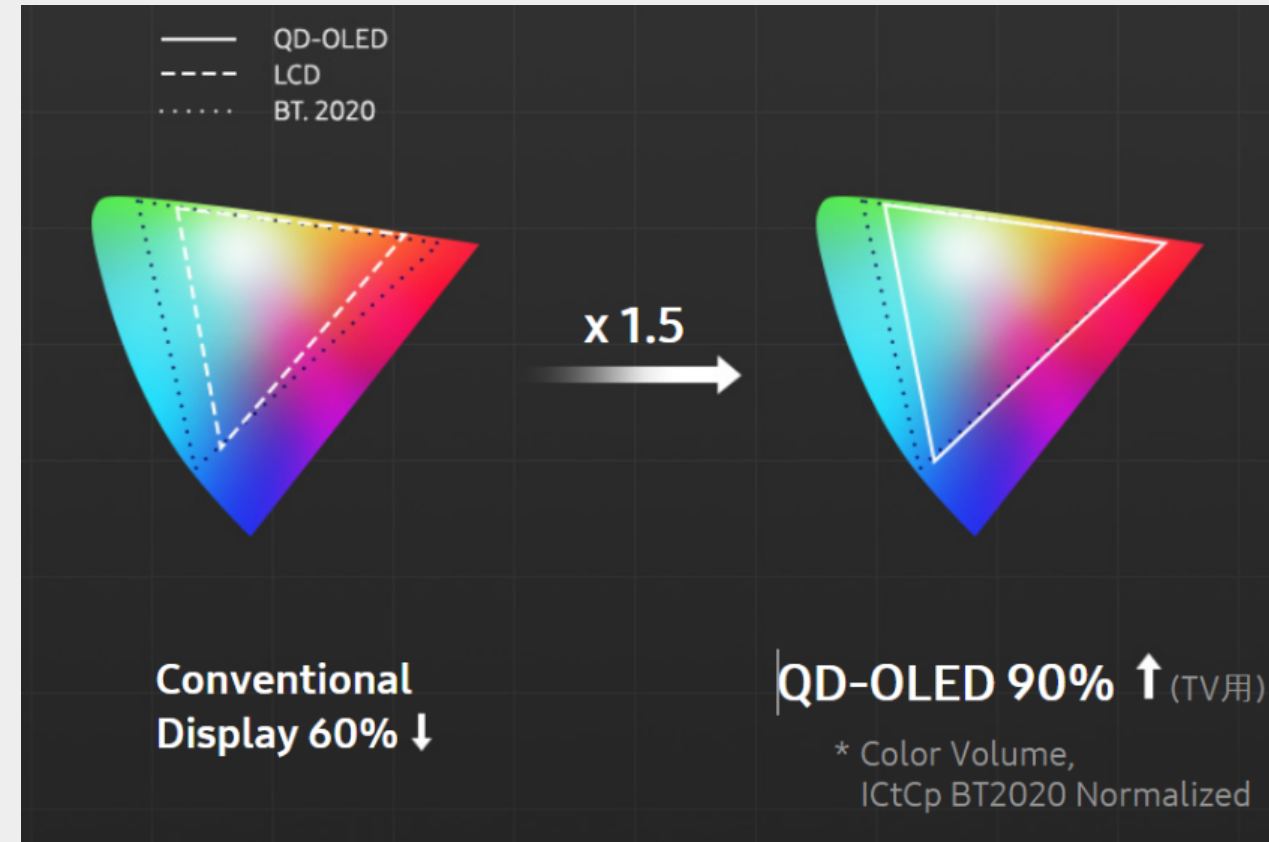 QD-OLED
LCD
BT. 2020
x 1.5
Conventional
Display 60% ↓
QD-OLED 90% ↑ (TV用)
* Color Volume,
ICtCp BT2020 Normalized